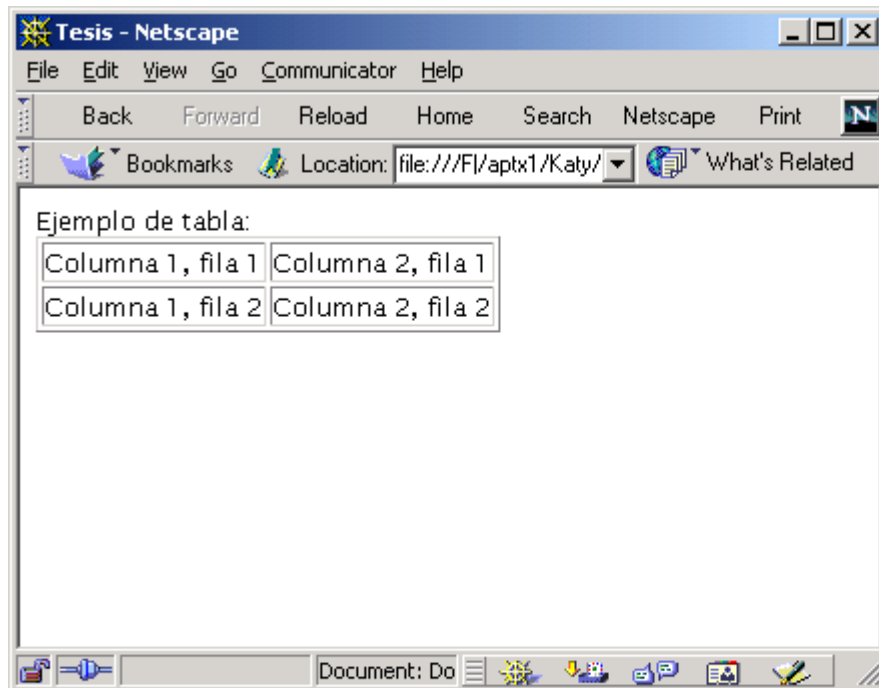 Tesis - Netscape
File Edit View Go Communicator Help
Back Forward Reload Home Search Netscape Print N
Bookmarks Location: file:///F|/aptx1/Katy/ What's Related
Ejemplo de tabla:
Columna 1, fila 1 Columna 2, fila 1
Columna 1, fila 2 Columna 2, fila 2
Document: Do